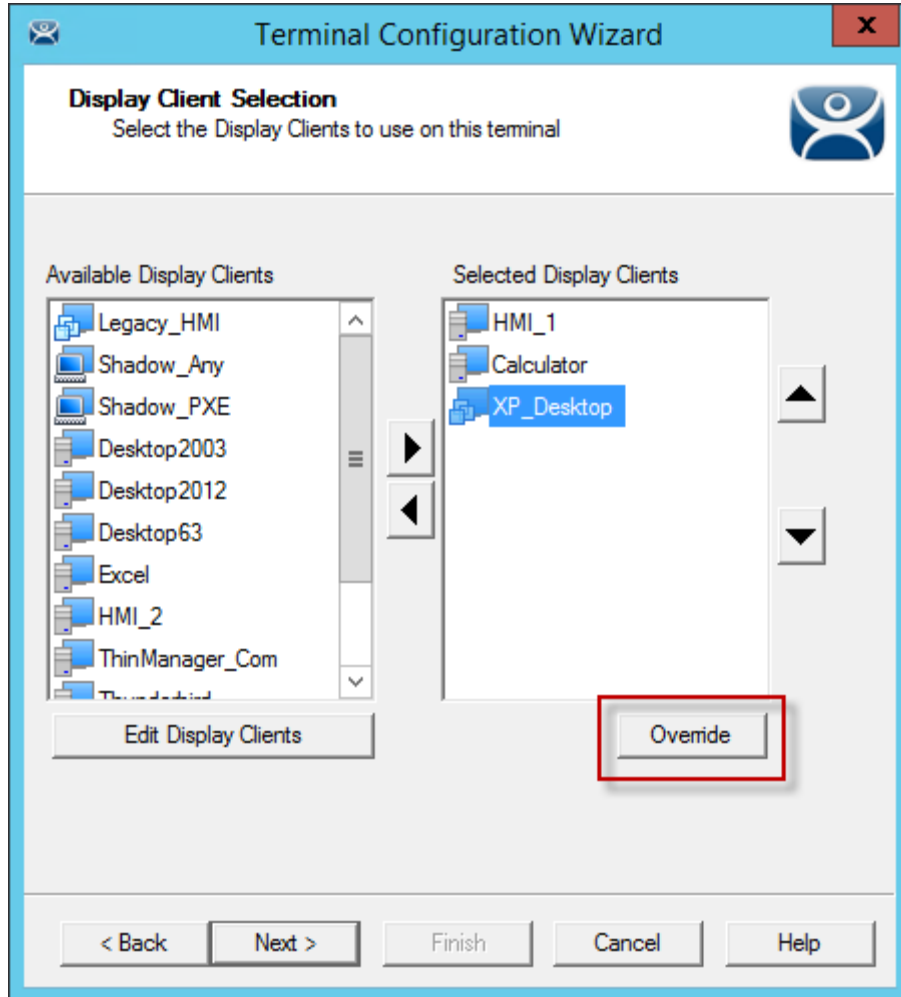 Terminal Configuration Wizard
x
Display Client Selection
Select the Display Clients to use on this terminal
Available Display Clients
Legacy_HMI
Shadow_Any
Shadow_PXE
Desktop2003
Desktop2012
Desktop63
Excel
HMI_2
ThinManager_Com
Edit Display Clients
Selected Display Clients
HMI_1
Calculator
XP_Desktop
Override
< Back Next > Finish Cancel Help